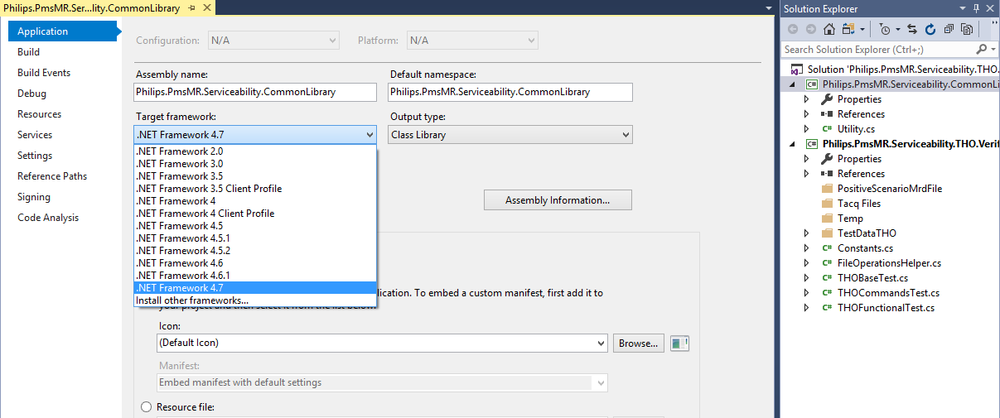 Philips.PmsMR.Ser...lity.CommonLibrary
Application
Build
Build Events
Debug
Resources
Services
Settings
Reference Paths
Signing
Code Analysis
Configuration: N/A Platform: N/A
Assembly name: Default namespace:
Philips.PmsMR.Serviceability.CommonLibrary Philips.PmsMR.Serviceability.CommonLibrary
Target framework: Output type:
.NET Framework 4.7 Class Library
.NET Framework 2.0
.NET Framework 3.0
.NET Framework 3.5
.NET Framework 3.5 Client Profile
.NET Framework 4
.NET Framework 4 Client Profile
.NET Framework 4.5
.NET Framework 4.5.1
.NET Framework 4.5.2
.NET Framework 4.6
.NET Framework 4.6.1
.NET Framework 4.7
Install other frameworks...
Assembly Information...
lication. To embed a custom manifest, first add it to
your project and then select it from the list below.
Icon:
(Default Icon) Browse...
Manifest:
Embed manifest with default settings
Resource file:
Solution Explorer
Search Solution Explorer (Ctrl+;)
Solution 'Philips.PmsMR.Serviceability.THO.
C# Philips.PmsMR.Serviceability.CommonLi
Properties
References
C# Utility.cs
C# Philips.PmsMR.Serviceability.THO.Verif
Properties
References
PositiveScenarioMrdFile
Tacq Files
Temp
TestDataTHO
C# Constants.cs
C# FileOperationsHelper.cs
C# THOBaseTest.cs
C# THOCommandsTest.cs
C# THOFunctionalTest.cs